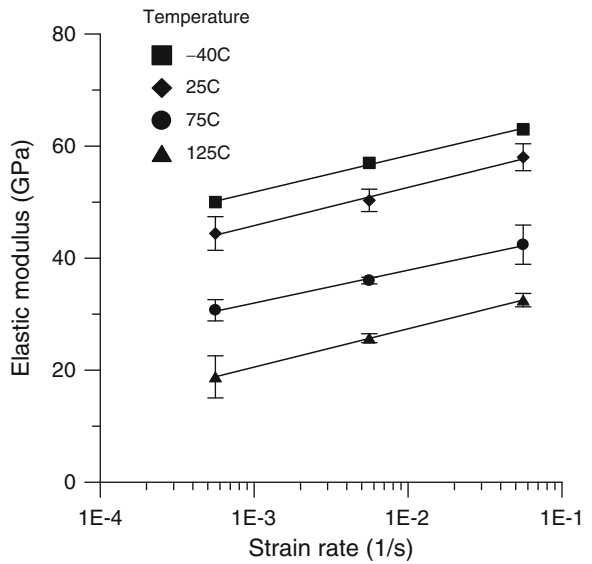 Temperature
–40C
25C
75C
125C
80
60
40
20
0
Elastic modulus (GPa)
1E-4
1E-3
1E-2
1E-1
Strain rate (1/s)